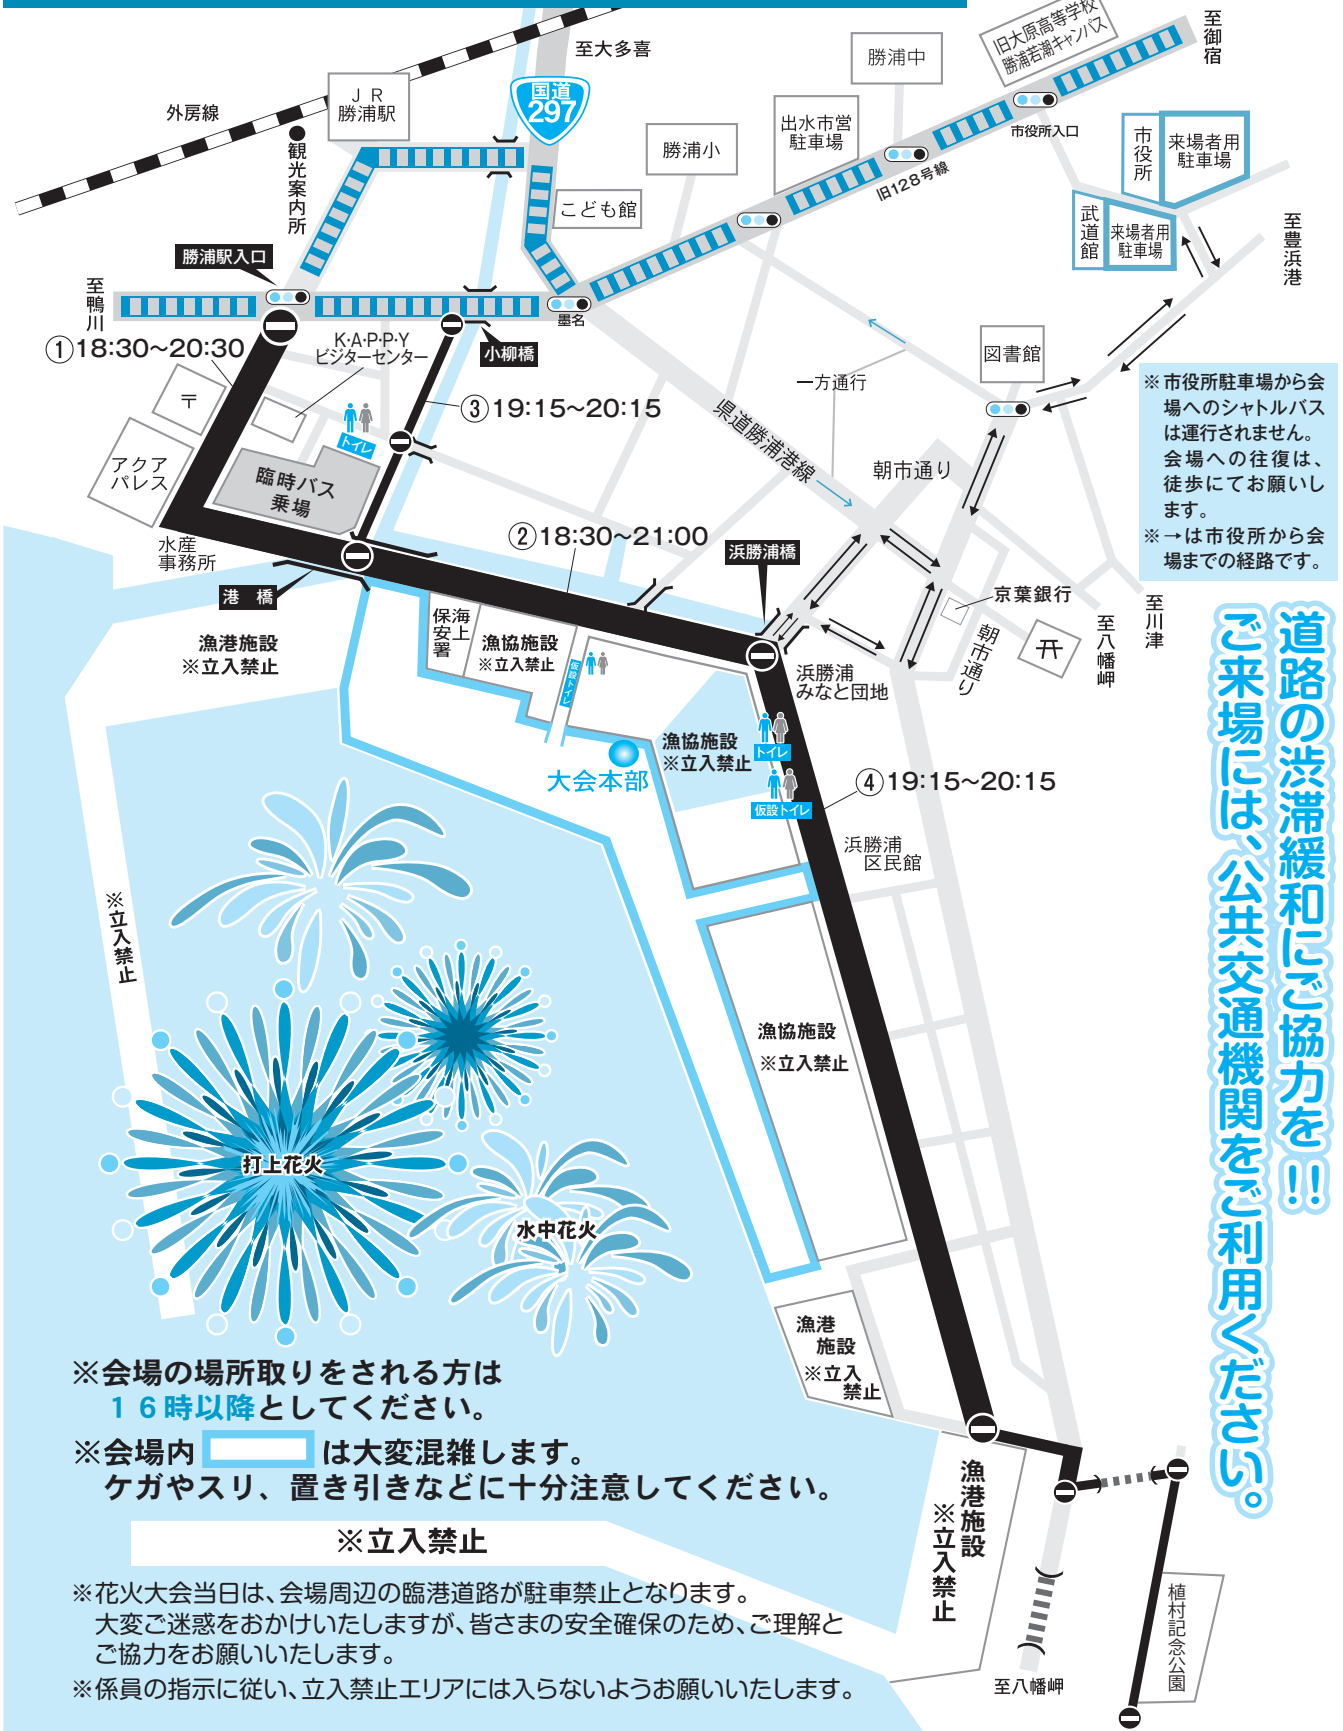 至大多喜
国道
297
外房線
ＪＲ
勝浦駅
観光案内所
勝浦小
勝浦中
旧大原高等学校
勝浦若潮キャンパス
至御宿
出水市営
駐車場
市役所入口
旧128号線
市役所
来場者用
駐車場
武道館
来場者用
駐車場
至豊浜港
こども館
勝浦駅入口
至鴨川
墨名
小柳橋
①18:30〜20:30
K・A・P・P・Y
ビジターセンター
③19:15〜20:15
〒
トイレ
アクア
パレス
臨時バス
乗場
水産
事務所
港　橋
②18:30〜21:00
一方通行
県道勝浦港線
図書館
朝市通り
浜勝浦橋
京葉銀行
朝市通り
至八幡岬
至川津
※市役所駐車場から会
場へのシャトルバス
は運行されません。
会場への往復は、
徒歩にてお願いし
ます。
※→は市役所から会
場までの経路です。
漁港施設
※立入禁止
海上
保安署
漁協施設
※立入禁止
仮設トイレ
大会本部
漁協施設
※立入禁止
トイレ
仮設トイレ
浜勝浦
みなと団地
④19:15〜20:15
浜勝浦
区民館
道路の渋滞緩和にご協力を!!
ご来場には、公共交通機関をご利用ください。
※立入禁止
漁協施設
※立入禁止
打上花火
水中花火
漁港
施設
※立入
禁止
※会場の場所取りをされる方は
１６時以降としてください。
※会場内　は大変混雑します。
ケガやスリ、置き引きなどに十分注意してください。
※立入禁止
漁港施設
※立入禁止
※花火大会当日は、会場周辺の臨港道路が駐車禁止となります。
大変ご迷惑をおかけいたしますが、皆さまの安全確保のため、ご理解と
ご協力をお願いいたします。
※係員の指示に従い、立入禁止エリアには入らないようお願いいたします。
至八幡岬
植村記念公園